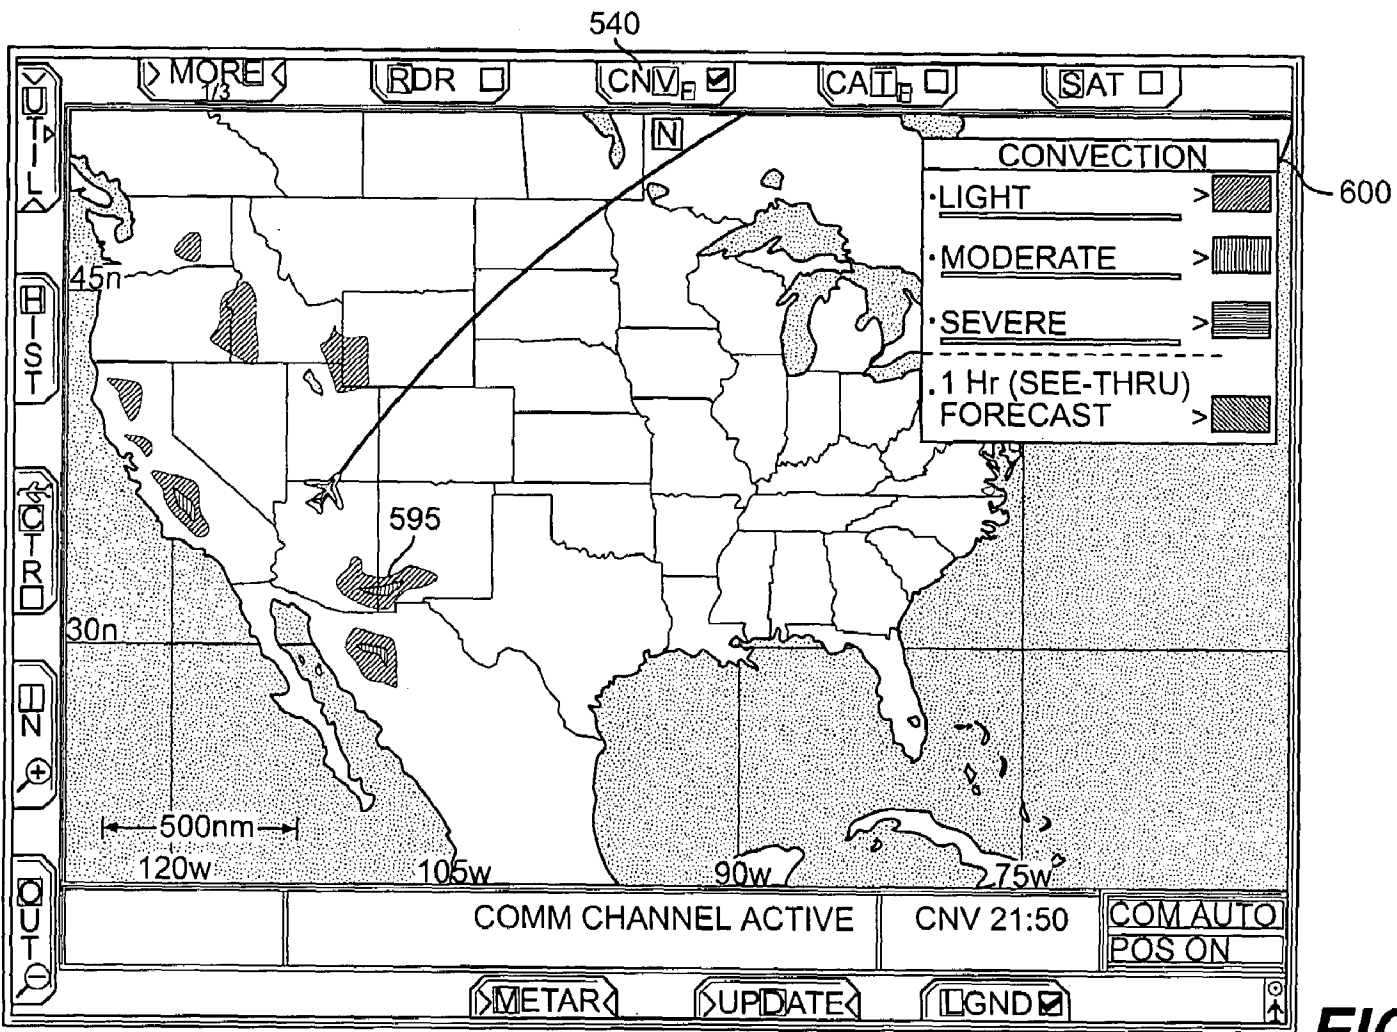 540
> MORE <
1/3
RDR
CNV F
CAT F
SAT
UTIL
N
CONVECTION
600
·LIGHT >
·MODERATE >
·SEVERE >
.1 Hr (SEE-THRU)
FORECAST >
45n
HIST
CTR
595
30n
IN
500nm
120w
105w
90w
75w
OUT
COMM CHANNEL ACTIVE
CNV 21:50
COM AUTO
POS ON
>METAR<
>UPDATE<
LGND